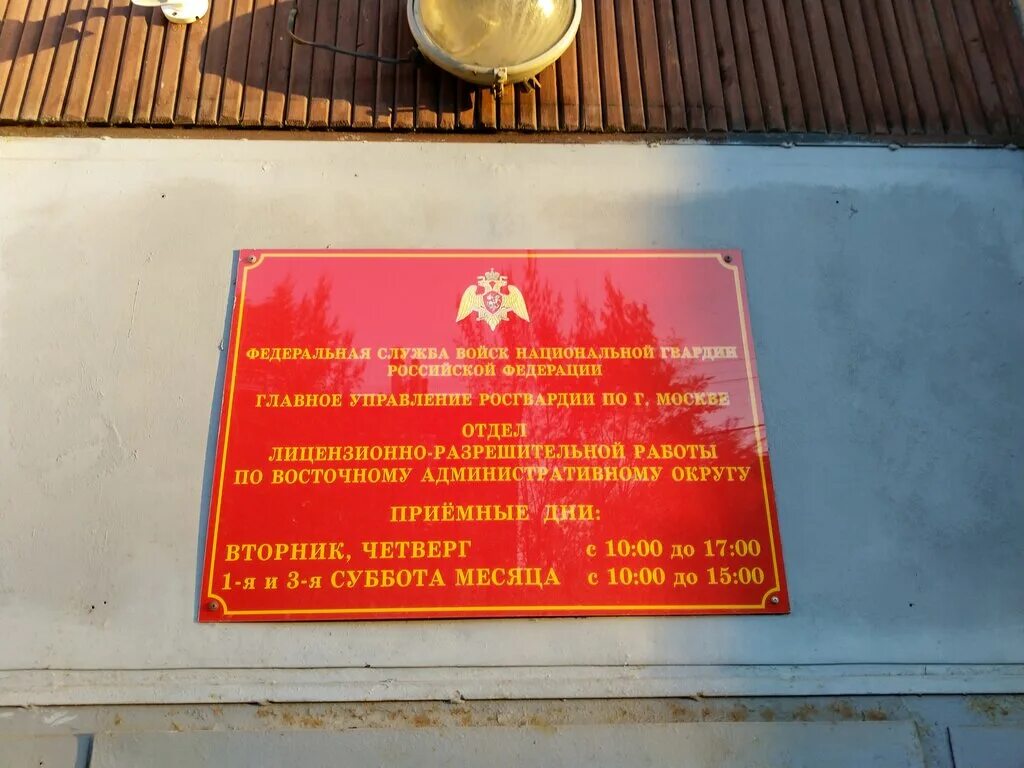 ФЕДЕРАЛЬНАЯ СЛУЖБА ВОЙСК НАЦИОНАЛЬНОЙ ГВАРДИИ
РОССИЙСКОЙ ФЕДЕРАЦИИ
ГЛАВНОЕ УПРАВЛЕНИЕ РОСГВАРДИИ ПО Г. МОСКВЕ
ОТДЕЛ
ЛИЦЕНЗИОННО-РАЗРЕШИТЕЛЬНОЙ РАБОТЫ
ПО ВОСТОЧНОМУ АДМИНИСТРАТИВНОМУ ОКРУГУ
ПРИЁМНЫЕ ДНИ:
ВТОРНИК, ЧЕТВЕРГ с 10:00 до 17:00
1-я и 3-я СУББОТА МЕСЯЦА с 10:00 до 15:00